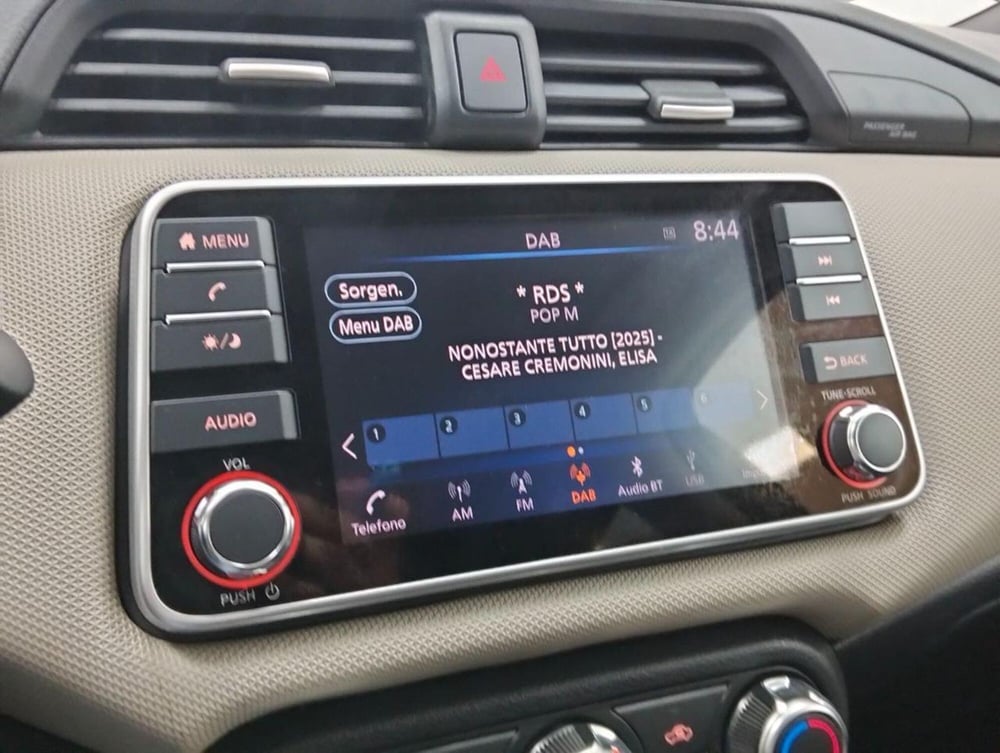 PASSENGER
AIR BAG
MENU
AUDIO
VOL
PUSH
DAB
8:44
Sorgen.
Menu DAB
* RDS *
POP M
NONOSTANTE TUTTO [2025] -
CESARE CREMONINI, ELISA
1 2 3 4 5 6
Telefono AM FM DAB Audio BT USB
BACK
TUNE·SCROLL
PUSH SOUND